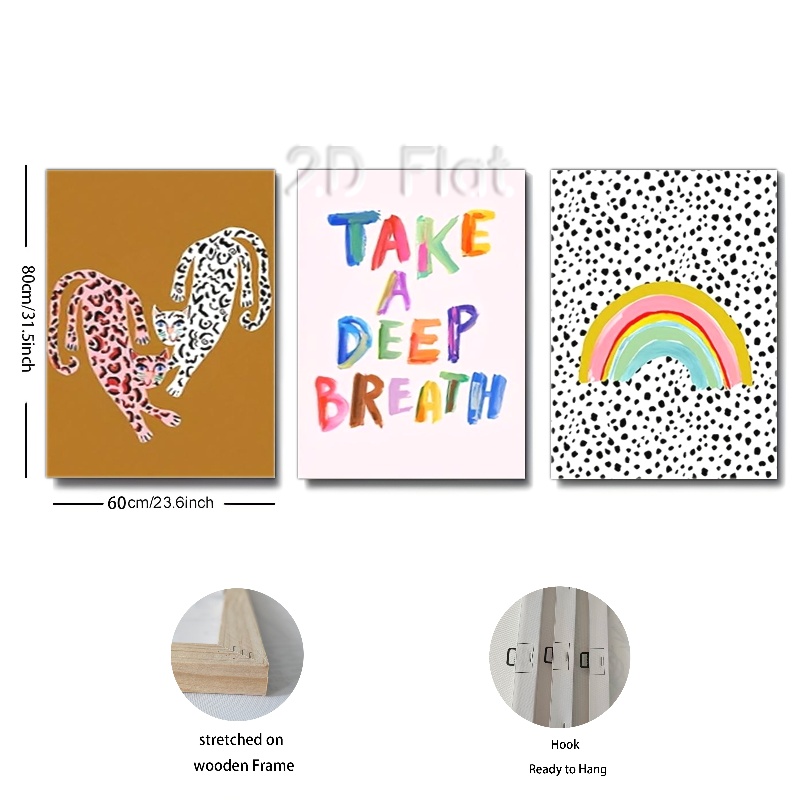 2D Flat
80cm/31.5inch
TAKE
A
DEEP
BREATH
60cm/23.6inch
stretched on
wooden Frame
Hook
Ready to Hang